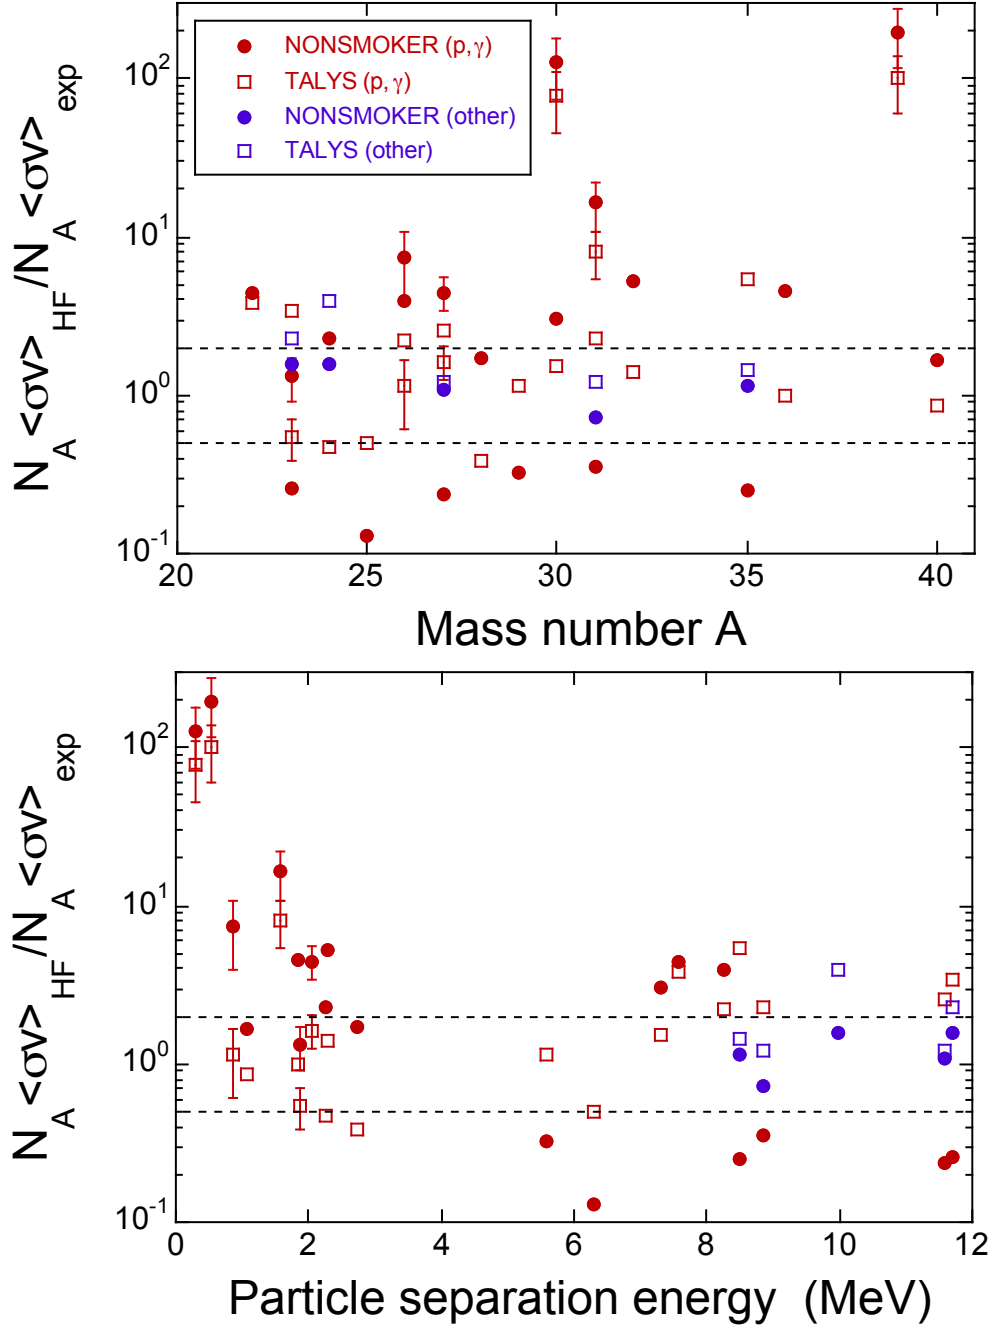 N_A <σv>_HF/N_A <σv>_exp
10^2
10^1
10^0
10^-1
NONSMOKER (p,γ)
TALYS (p,γ)
NONSMOKER (other)
TALYS (other)
20 25 30 35 40
Mass number A
N_A <σv>_HF/N_A <σv>_exp
10^2
10^1
10^0
10^-1
0 2 4 6 8 10 12
Particle separation energy (MeV)